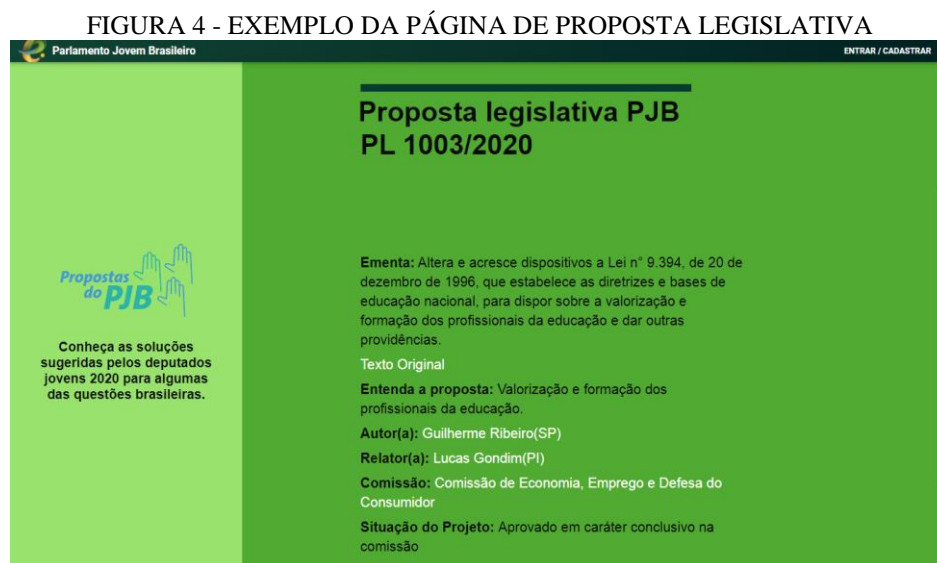 FIGURA 4 - EXEMPLO DA PÁGINA DE PROPOSTA LEGISLATIVA
Parlamento Jovem Brasileiro
ENTRAR / CADASTRAR
Propostas
do PJB
Conheça as soluções
sugeridas pelos deputados
jovens 2020 para algumas
das questões brasileiras.
Proposta legislativa PJB
PL 1003/2020
Ementa: Altera e acresce dispositivos a Lei n° 9.394, de 20 de
dezembro de 1996, que estabelece as diretrizes e bases de
educação nacional, para dispor sobre a valorização e
formação dos profissionais da educação e dar outras
providências.
Texto Original
Entenda a proposta: Valorização e formação dos
profissionais da educação.
Autor(a): Guilherme Ribeiro(SP)
Relator(a): Lucas Gondim(PI)
Comissão: Comissão de Economia, Emprego e Defesa do
Consumidor
Situação do Projeto: Aprovado em caráter conclusivo na
comissão